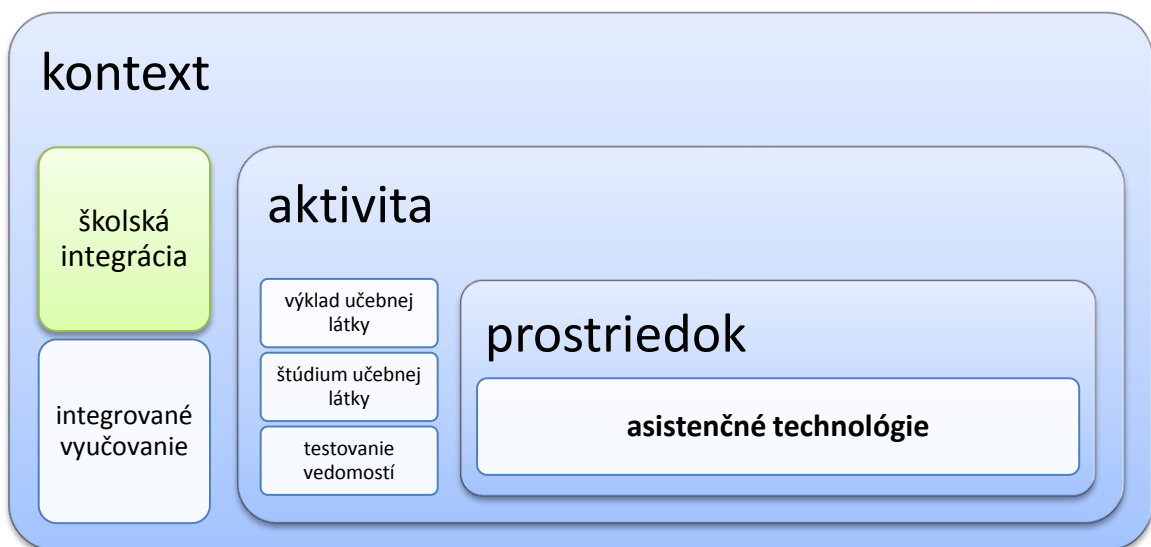 kontext
školská
integrácia
integrované
vyučovanie
aktivita
výklad učebnej
látky
štúdium učebnej
látky
testovanie
vedomostí
prostriedok
asistenčné technológie